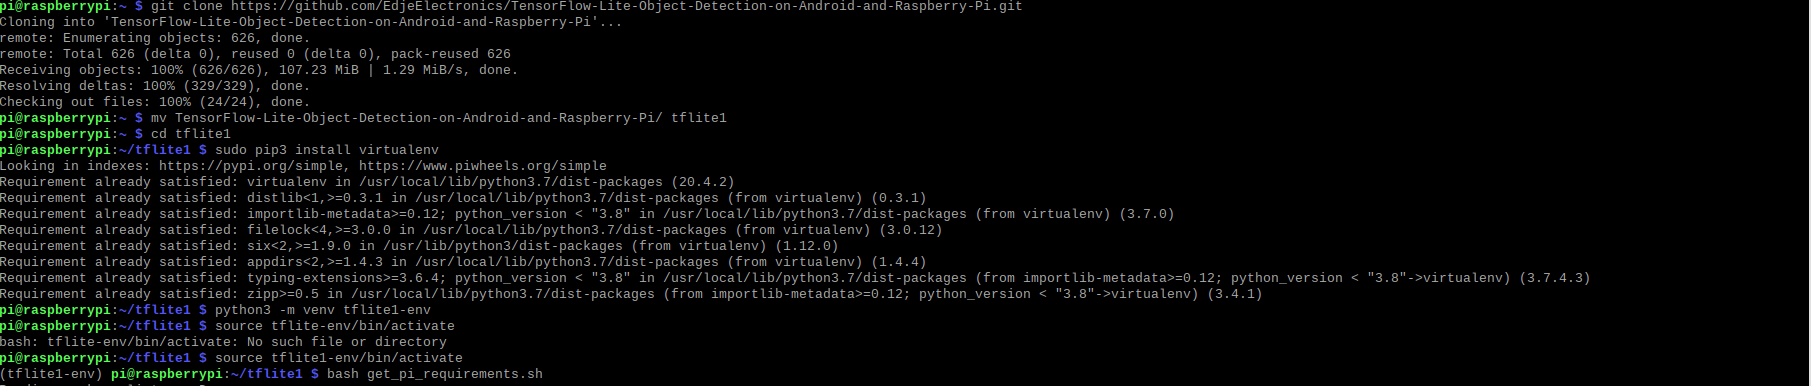 pi@raspberrypi:~ $ git clone https://github.com/EdjeElectronics/TensorFlow-Lite-Object-Detection-on-Android-and-Raspberry-Pi.git
Cloning into 'TensorFlow-Lite-Object-Detection-on-Android-and-Raspberry-Pi'...
remote: Enumerating objects: 626, done.
remote: Total 626 (delta 0), reused 0 (delta 0), pack-reused 626
Receiving objects: 100% (626/626), 107.23 MiB | 1.29 MiB/s, done.
Resolving deltas: 100% (329/329), done.
Checking out files: 100% (24/24), done.
pi@raspberrypi:~ $ mv TensorFlow-Lite-Object-Detection-on-Android-and-Raspberry-Pi/ tflite1
pi@raspberrypi:~ $ cd tflite1
pi@raspberrypi:~/tflite1 $ sudo pip3 install virtualenv
Looking in indexes: https://pypi.org/simple, https://www.piwheels.org/simple
Requirement already satisfied: virtualenv in /usr/local/lib/python3.7/dist-packages (20.4.2)
Requirement already satisfied: distlib<1,>=0.3.1 in /usr/local/lib/python3.7/dist-packages (from virtualenv) (0.3.1)
Requirement already satisfied: importlib-metadata>=0.12; python_version < "3.8" in /usr/local/lib/python3.7/dist-packages (from virtualenv) (3.7.0)
Requirement already satisfied: filelock<4,>=3.0.0 in /usr/local/lib/python3.7/dist-packages (from virtualenv) (3.0.12)
Requirement already satisfied: six<2,>=1.9.0 in /usr/lib/python3/dist-packages (from virtualenv) (1.12.0)
Requirement already satisfied: appdirs<2,>=1.4.3 in /usr/local/lib/python3.7/dist-packages (from virtualenv) (1.4.4)
Requirement already satisfied: typing-extensions>=3.6.4; python_version < "3.8" in /usr/local/lib/python3.7/dist-packages (from importlib-metadata>=0.12; python_version < "3.8"->virtualenv) (3.7.4.3)
Requirement already satisfied: zipp>=0.5 in /usr/local/lib/python3.7/dist-packages (from importlib-metadata>=0.12; python_version < "3.8"->virtualenv) (3.4.1)
pi@raspberrypi:~/tflite1 $ python3 -m venv tflite1-env
pi@raspberrypi:~/tflite1 $ source tflite-env/bin/activate
bash: tflite-env/bin/activate: No such file or directory
pi@raspberrypi:~/tflite1 $ source tflite1-env/bin/activate
(tflite1-env) pi@raspberrypi:~/tflite1 $ bash get_pi_requirements.sh